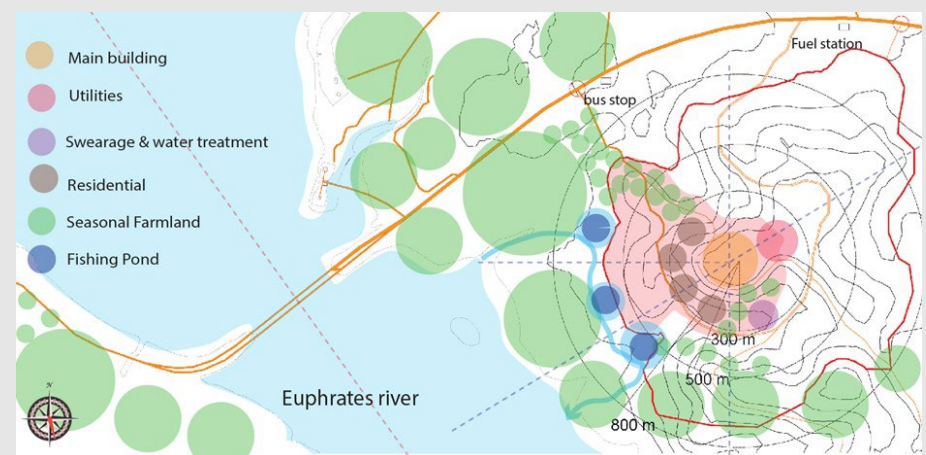 Main building
Utilities
Swearage & water treatment
Residential
Seasonal Farmland
Fishing Pond
Fuel station
bus stop
300 m
500 m
800 m
Euphrates river
N